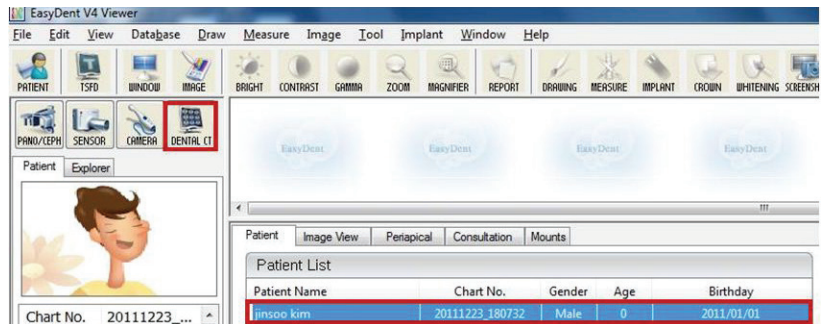 EasyDent V4 Viewer
File Edit View Database Draw Measure Image Tool Implant Window Help
PATIENT TSFD WINDOW IMAGE BRIGHT CONTRAST GAMMA ZOOM MAGNIFIER REPORT DRAWING MEASURE IMPLANT CROWN WHITENING SCREENSH
PANO/CEPH SENSOR CAMERA DENTAL CT
EasyDent EasyDent EasyDent EasyDent
Patient Explorer
Patient Image View Periapical Consultation Mounts
Patient List
Patient Name Chart No. Gender Age Birthday
jinsoo kim 20111223_180732 Male 0 2011/01/01
Chart No. 20111223_...